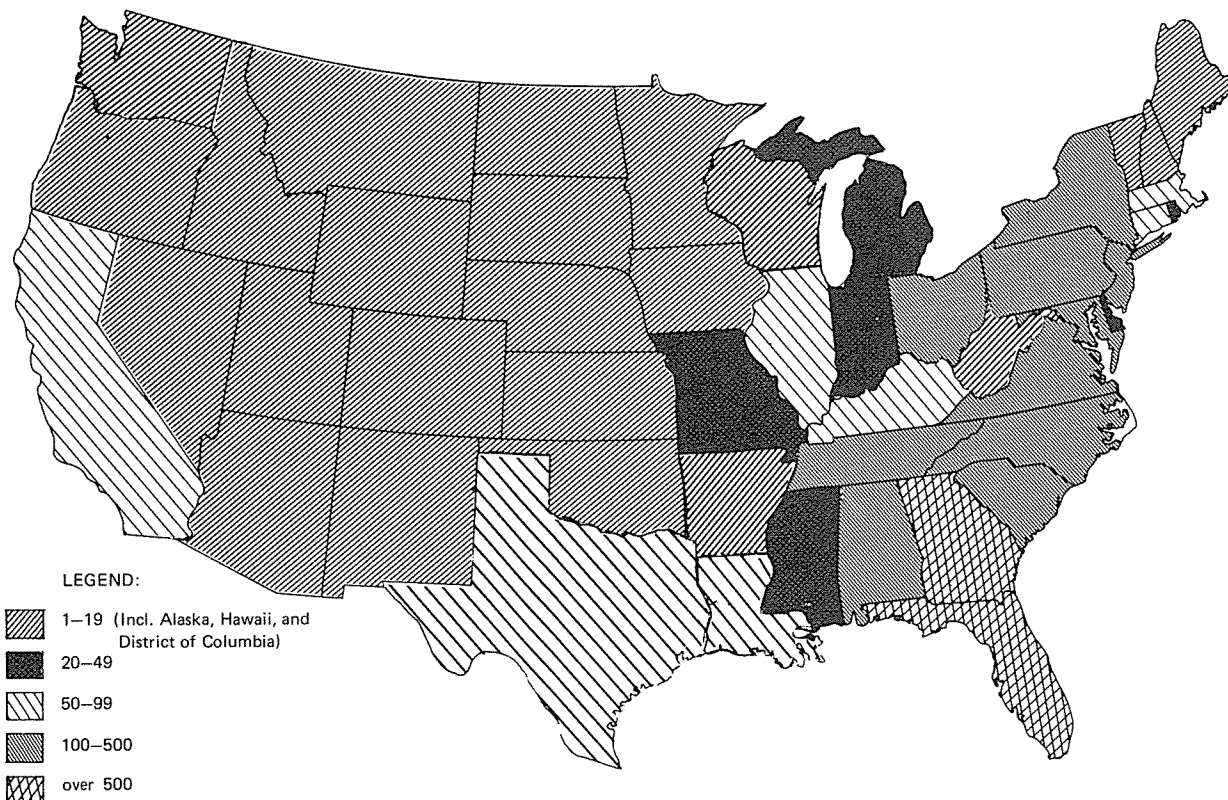 LEGEND:
1–19 (Incl. Alaska, Hawaii, and
District of Columbia)
20–49
50–99
100–500
over 500